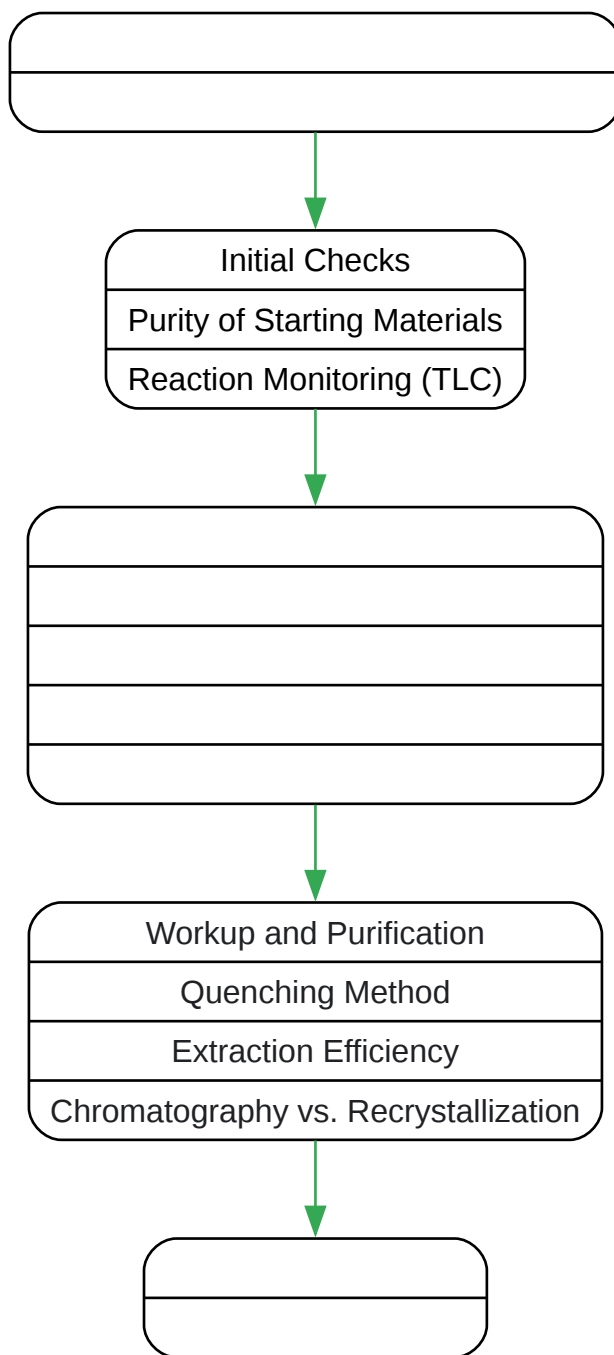 Initial Checks
Purity of Starting Materials
Reaction Monitoring (TLC)
Workup and Purification
Quenching Method
Extraction Efficiency
Chromatography vs. Recrystallization